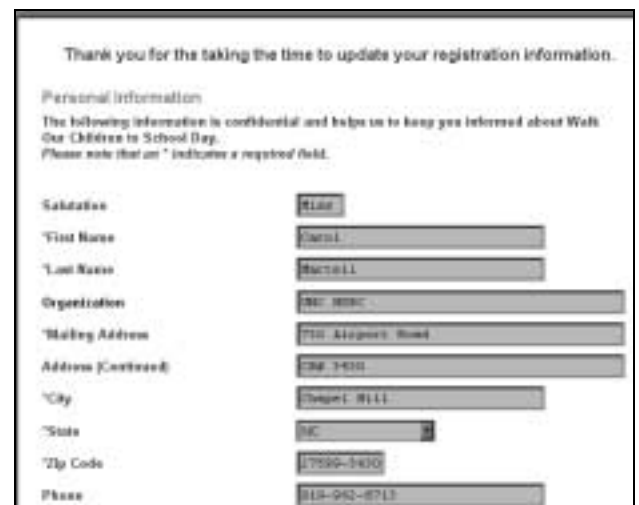 Thank you for the taking the time to update your registration information.
Personal Information
The following information is confidential and helps us to keep you informed about Walk
Our Children to School Day.
Please note that an * indicates a required field.
Salutation Miss
*First Name Carol
*Last Name Martell
Organization UNC HSRC
*Mailing Address 730 Airport Road
Address (Continued) CB# 3430
*City Chapel Hill
*State NC
*Zip Code 27599-3430
Phone